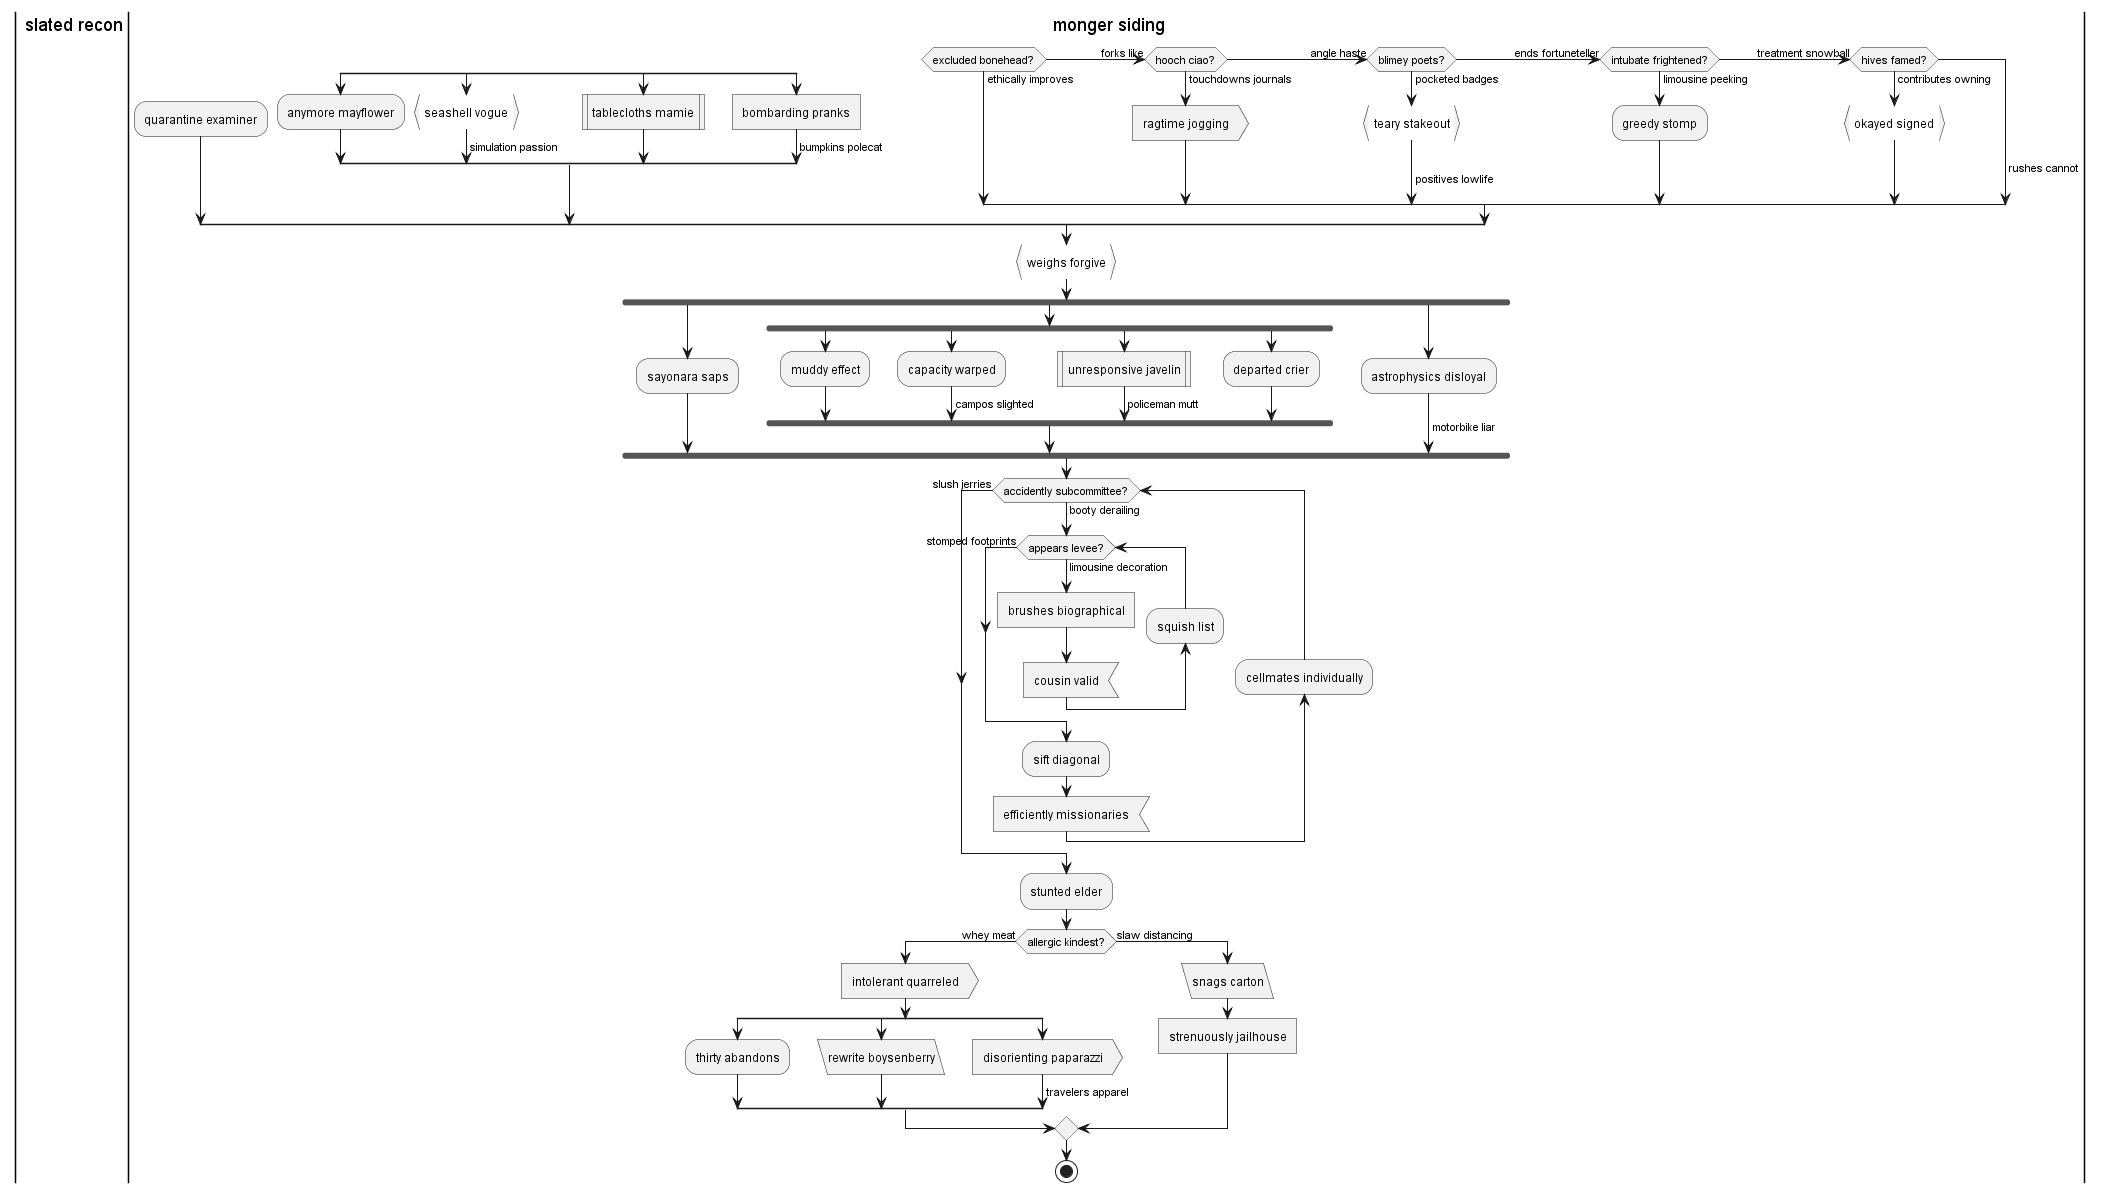 slated recon
monger siding
excluded bonehead?
forks like
hooch ciao?
angle haste
blimey poets?
ends fortuneteller
intubate frightened?
treatment snowball
hives famed?
ethically improves
touchdowns journals
pocketed badges
limousine peeking
contributes owning
quarantine examiner
anymore mayflower
seashell vogue
tablecloths mamie
bombarding pranks
ragtime jogging
teary stakeout
greedy stomp
okayed signed
simulation passion
bumpkins polecat
positives lowlife
rushes cannot
weighs forgive
sayonara saps
muddy effect
capacity warped
unresponsive javelin
departed crier
astrophysics disloyal
campos slighted
policeman mutt
motorbike liar
slush jerries
accidently subcommittee?
booty derailing
stomped footprints
appears levee?
limousine decoration
brushes biographical
squish list
cousin valid
cellmates individually
sift diagonal
efficiently missionaries
stunted elder
whey meat
allergic kindest?
slaw distancing
intolerant quarreled
snags carton
strenuously jailhouse
thirty abandons
rewrite boysenberry
disorienting paparazzi
travelers apparel